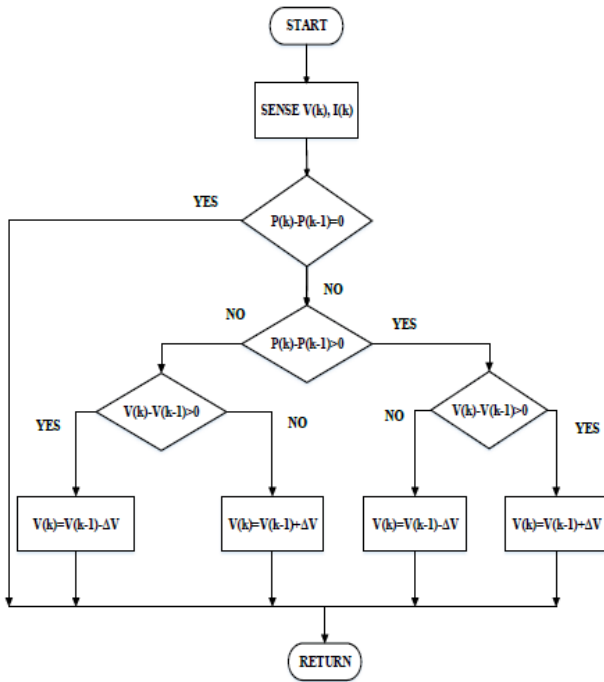 START
SENSE V(k), I(k)
YES
P(k)-P(k-1)=0
NO
NO
P(k)-P(k-1)>0
YES
V(k)-V(k-1)>0
V(k)-V(k-1)>0
YES
NO
NO
YES
V(k)=V(k-1)-ΔV
V(k)=V(k-1)+ΔV
V(k)=V(k-1)-ΔV
V(k)=V(k-1)+ΔV
RETURN